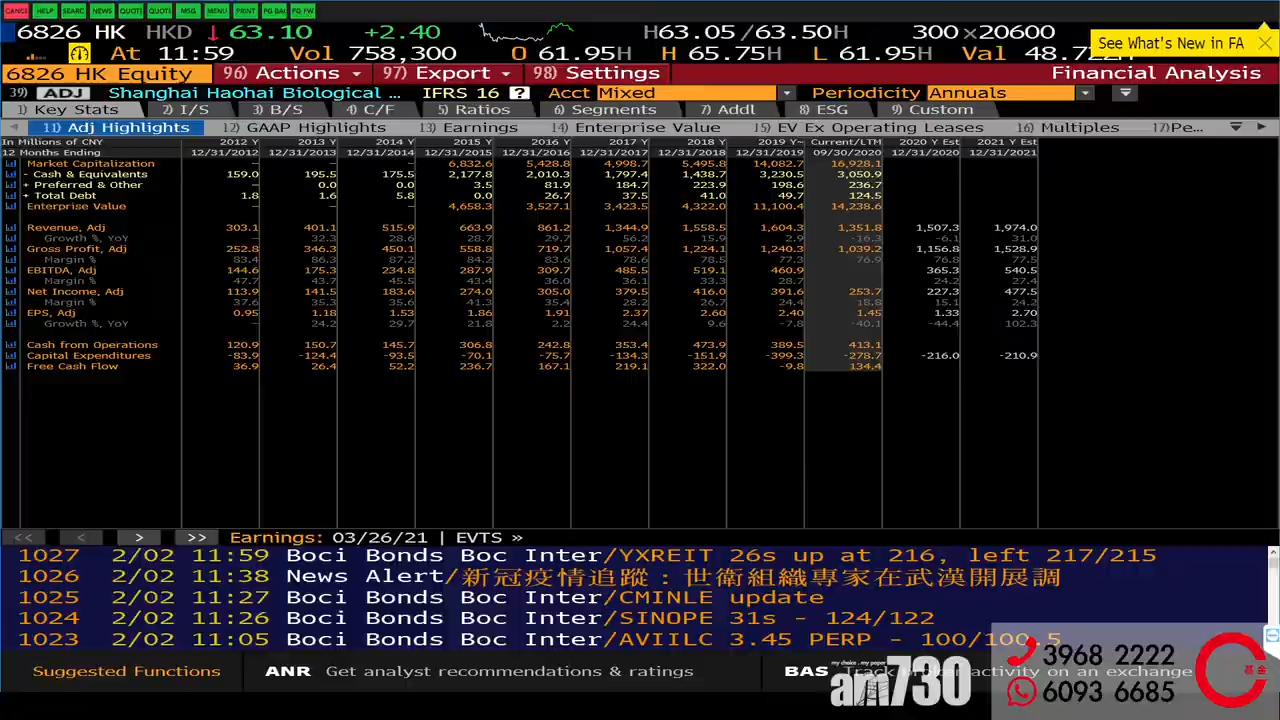 CANCL HELP SEARC NEWS QUOTI QUOTI MSG MENU PRINT PG BAC PG FW
6826 HK HKD ↓ 63.10 +2.40 H63.05/63.50H 300×20600
At 11:59 Vol 758,300 O 61.95H H 65.75H L 61.95H Val 48.722M
See What's New in FA
6826 HK Equity 96) Actions 97) Export 98) Settings Financial Analysis
39) ADJ Shanghai Haohai Biological ... IFRS 16 ? Acct Mixed Periodicity Annuals
1) Key Stats 2) I/S 3) B/S 4) C/F 5) Ratios 6) Segments 7) Addl 8) ESG 9) Custom
11) Adj Highlights 12) GAAP Highlights 13) Earnings 14) Enterprise Value 15) EV Ex Operating Leases 16) Multiples 17)Pe...
In Millions of CNY 2012 Y 2013 Y 2014 Y 2015 Y 2016 Y 2017 Y 2018 Y 2019 Y Current/LTM 2020 Y Est 2021 Y Est
12 Months Ending 12/31/2012 12/31/2013 12/31/2014 12/31/2015 12/31/2016 12/31/2017 12/31/2018 12/31/2019 09/30/2020 12/31/2020 12/31/2021
Market Capitalization – – – 6,832.6 5,428.8 4,998.7 5,495.8 14,082.7 16,928.1
- Cash & Equivalents 159.0 195.5 175.5 2,177.8 2,010.3 1,797.4 1,438.7 3,230.5 3,050.9
+ Preferred & Other – 0.0 0.0 3.5 81.9 184.7 223.9 198.6 236.7
+ Total Debt 1.8 1.6 5.8 0.0 26.7 37.5 41.0 49.7 124.5
Enterprise Value – – – 4,658.3 3,527.1 3,423.5 4,322.0 11,100.4 14,238.6
Revenue, Adj 303.1 401.1 515.9 663.9 861.2 1,344.9 1,558.5 1,604.3 1,351.8 1,507.3 1,974.0
Growth %, YoY – 32.3 28.6 28.7 29.7 56.2 15.9 2.9 -16.3 -6.1 31.0
Gross Profit, Adj 252.8 346.3 450.1 558.8 719.7 1,057.4 1,224.1 1,240.3 1,039.2 1,156.8 1,528.9
Margin % 83.4 86.3 87.2 84.2 83.6 78.6 78.5 77.3 76.9 76.8 77.5
EBITDA, Adj 144.6 175.3 234.8 287.9 309.7 485.5 519.1 460.9 365.3 540.5
Margin % 47.7 43.7 45.5 43.4 36.0 36.1 33.3 28.7 24.2 27.4
Net Income, Adj 113.9 141.5 183.6 274.0 305.0 379.5 416.0 391.6 253.7 227.3 477.5
Margin % 37.6 35.3 35.6 41.3 35.4 28.2 26.7 24.4 18.8 15.1 24.2
EPS, Adj 0.95 1.18 1.53 1.86 1.91 2.37 2.60 2.40 1.45 1.33 2.70
Growth %, YoY – 24.2 29.7 21.8 2.2 24.4 9.6 -7.8 -40.1 -44.4 102.3
Cash from Operations 120.9 150.7 145.7 306.8 242.8 353.4 473.9 389.5 413.1
Capital Expenditures -83.9 -124.4 -93.5 -70.1 -75.7 -134.3 -151.9 -399.3 -278.7 -216.0 -210.9
Free Cash Flow 36.9 26.4 52.2 236.7 167.1 219.1 322.0 -9.8 134.4
<< < > >> Earnings: 03/26/21 | EVTS »
1027 2/02 11:59 Boci Bonds Boc Inter/YXREIT 26s up at 216, left 217/215
1026 2/02 11:38 News Alert/新冠疫情追蹤：世衛組織專家在武漢開展調
1025 2/02 11:27 Boci Bonds Boc Inter/CMINLE update
1024 2/02 11:26 Boci Bonds Boc Inter/SINOPE 31s - 124/122
1023 2/02 11:05 Boci Bonds Boc Inter/AVIILC 3.45 PERP - 100/100.5
Suggested Functions ANR Get analyst recommendations & ratings BAS Track broker activity on an exchange
my choice . my paper
am730
3968 2222
6093 6685
基金